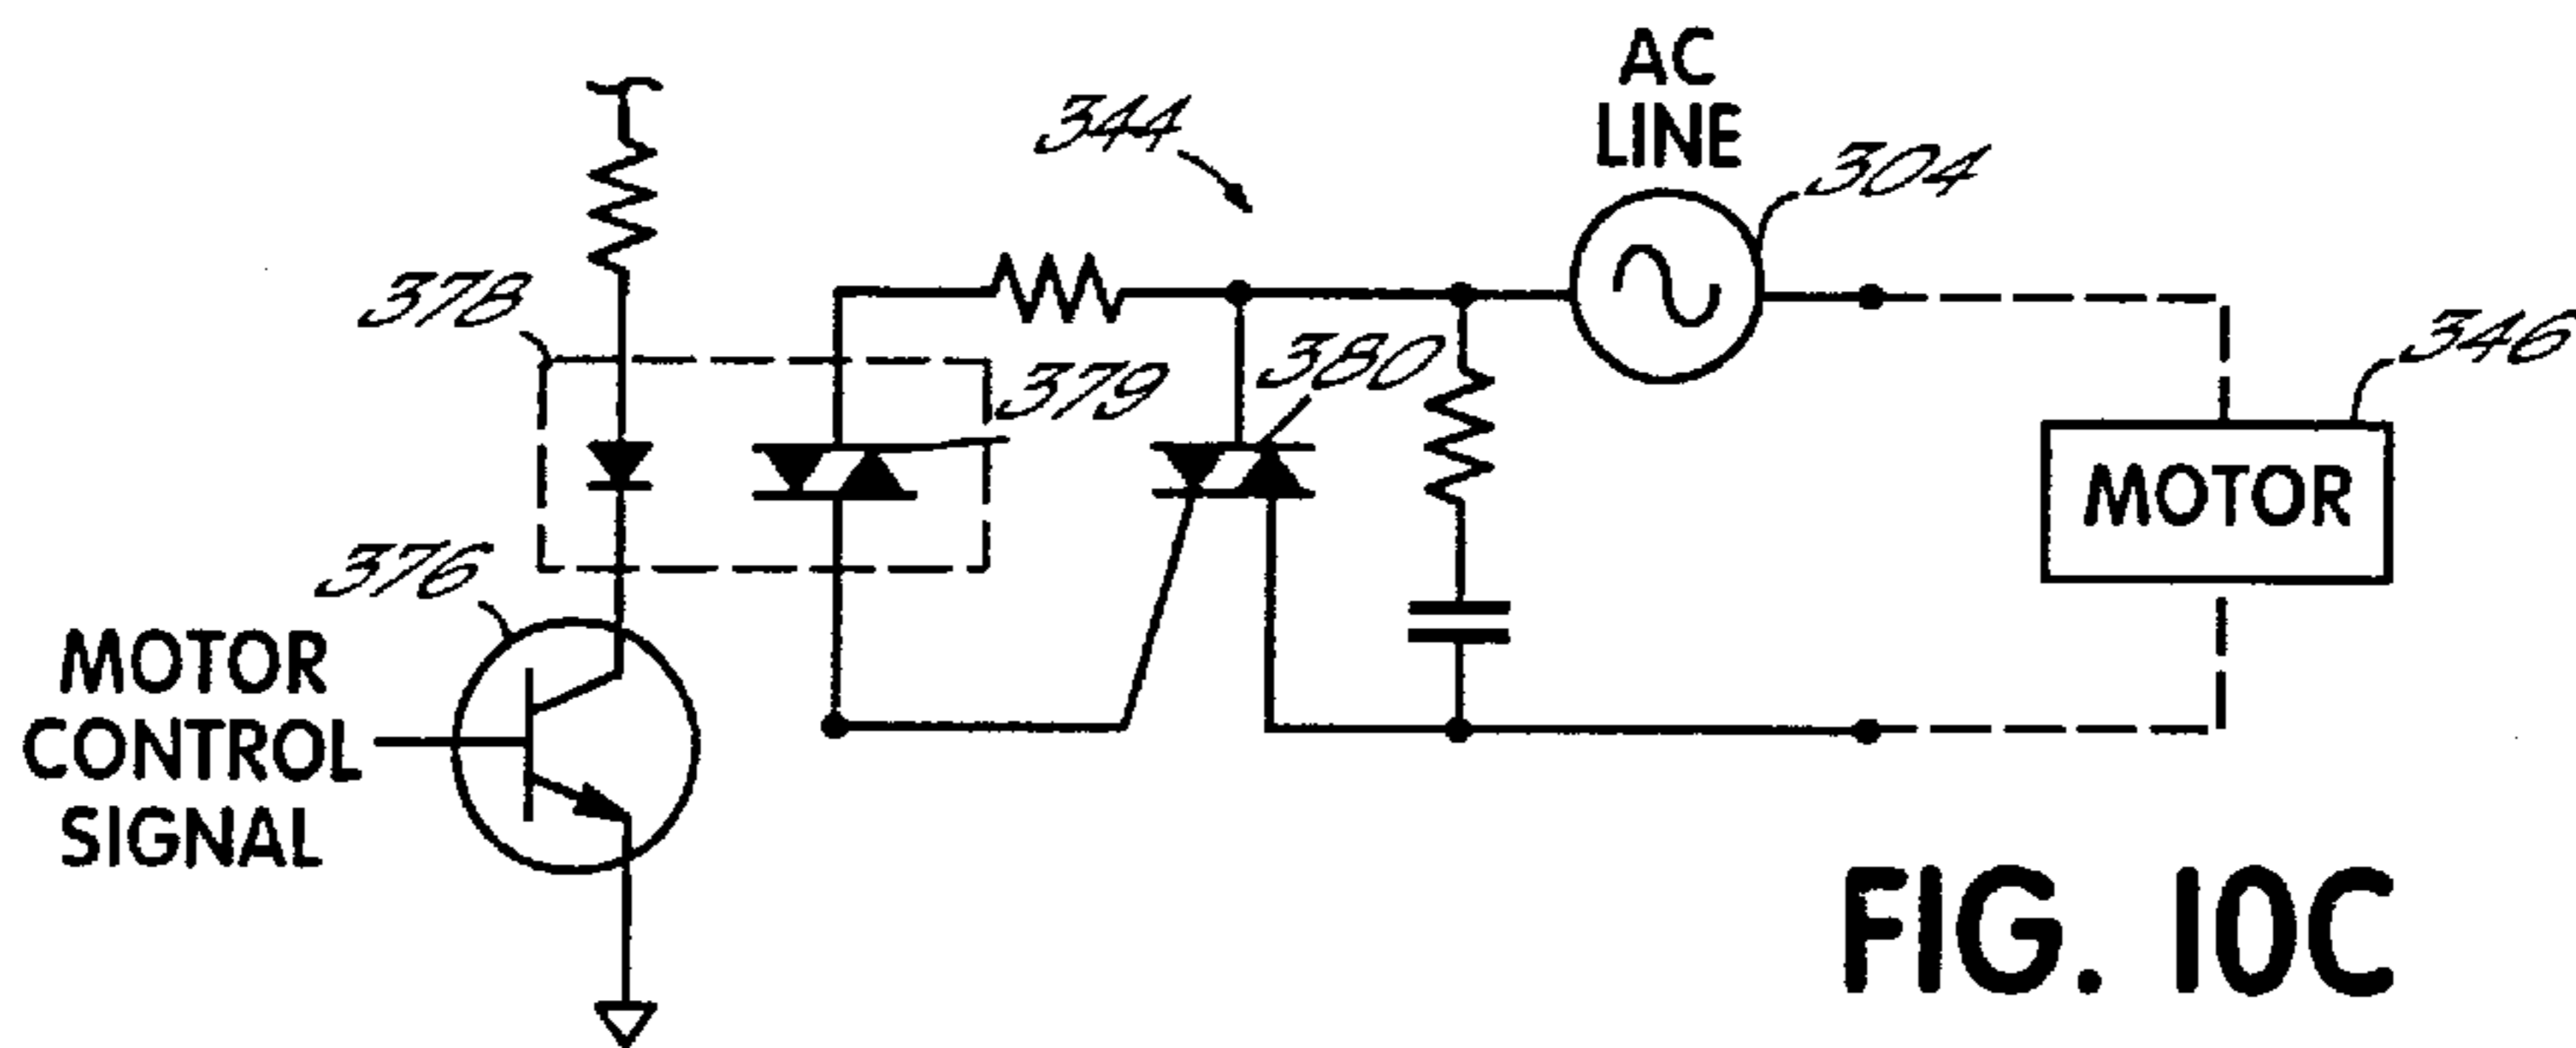 AC
LINE
344
304
378
379
380
346
MOTOR
376
MOTOR
CONTROL
SIGNAL
FIG. 10C